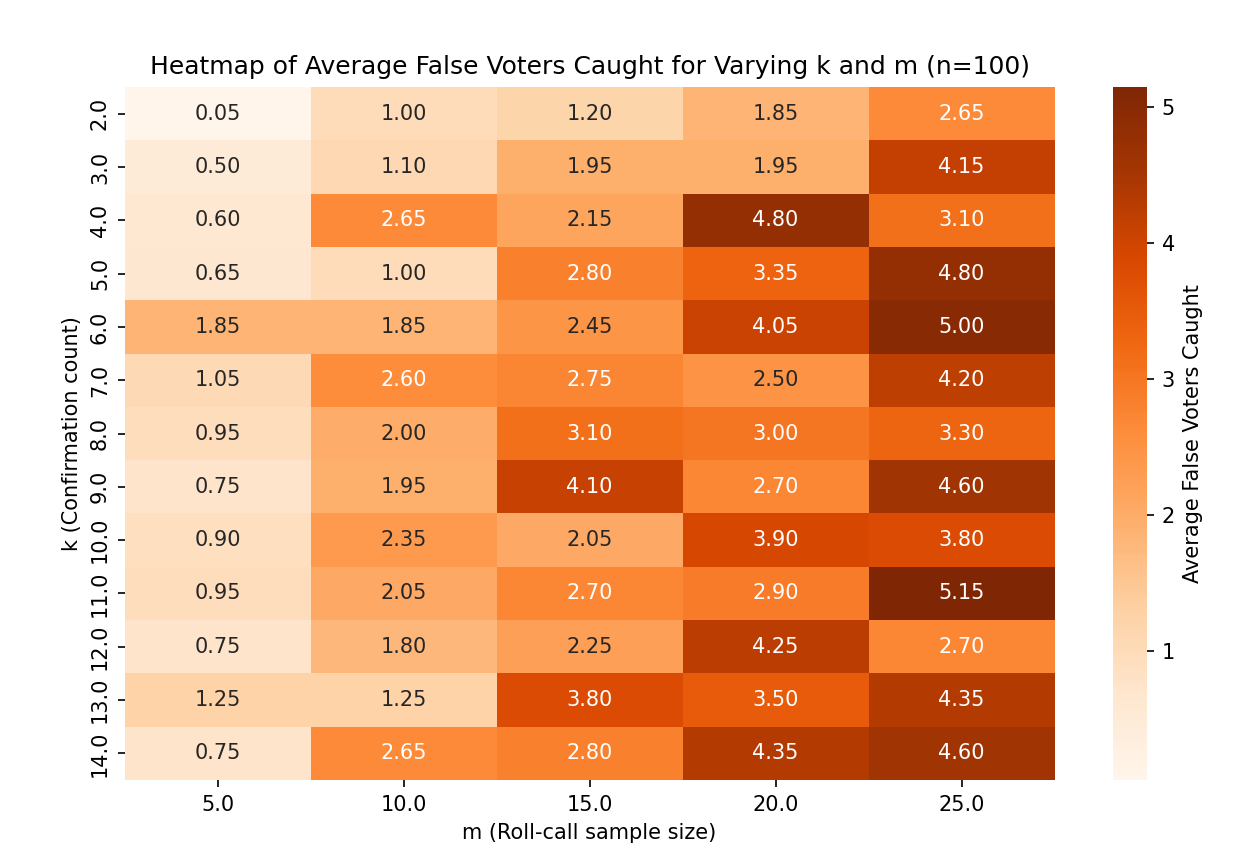 Heatmap of Average False Voters Caught for Varying k and m (n=100)
2.0 0.05 1.00 1.20 1.85 2.65
3.0 0.50 1.10 1.95 1.95 4.15
4.0 0.60 2.65 2.15 4.80 3.10
5.0 0.65 1.00 2.80 3.35 4.80
6.0 1.85 1.85 2.45 4.05 5.00
7.0 1.05 2.60 2.75 2.50 4.20
8.0 0.95 2.00 3.10 3.00 3.30
9.0 0.75 1.95 4.10 2.70 4.60
10.0 0.90 2.35 2.05 3.90 3.80
11.0 0.95 2.05 2.70 2.90 5.15
12.0 0.75 1.80 2.25 4.25 2.70
13.0 1.25 1.25 3.80 3.50 4.35
14.0 0.75 2.65 2.80 4.35 4.60
5.0 10.0 15.0 20.0 25.0
m (Roll-call sample size)
k (Confirmation count)
5
4
3
2
1
Average False Voters Caught